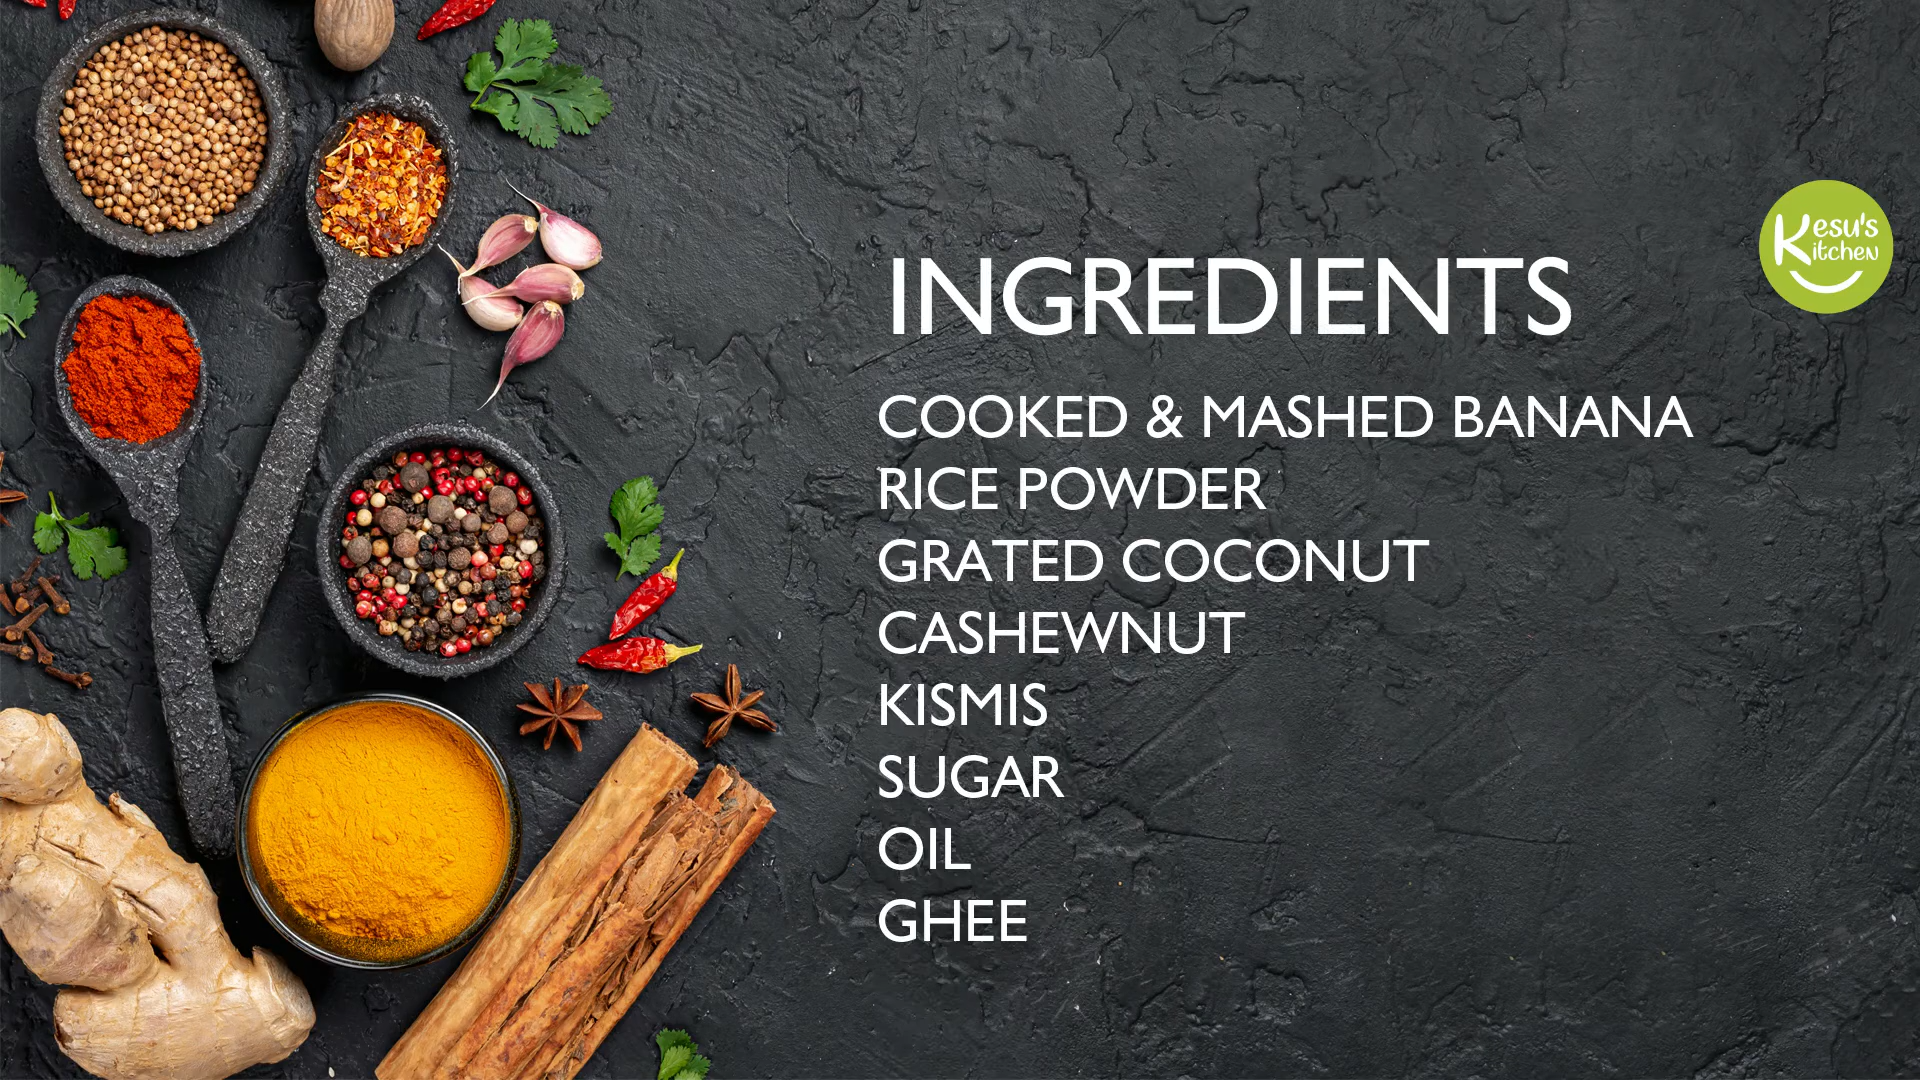 Kesu's
Kitchen
INGREDIENTS
COOKED & MASHED BANANA
RICE POWDER
GRATED COCONUT
CASHEWNUT
KISMIS
SUGAR
OIL
GHEE